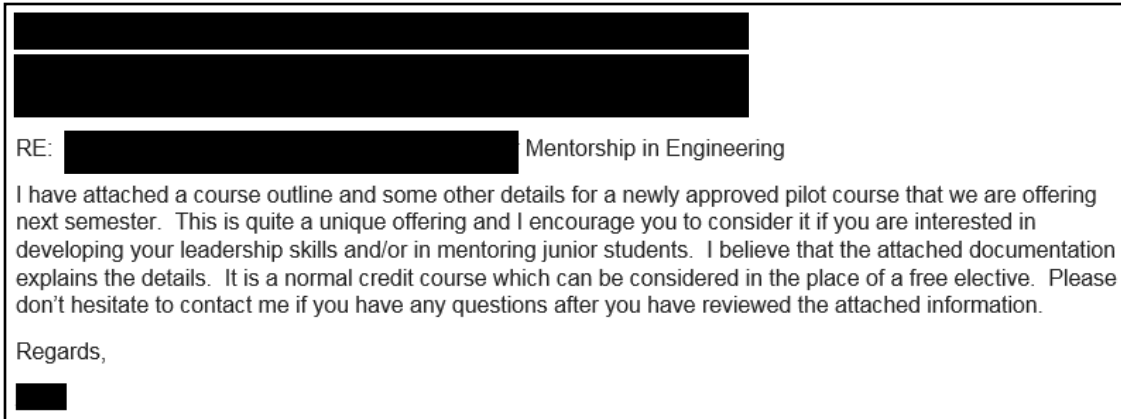 RE: Mentorship in Engineering
I have attached a course outline and some other details for a newly approved pilot course that we are offering
next semester.  This is quite a unique offering and I encourage you to consider it if you are interested in
developing your leadership skills and/or in mentoring junior students.  I believe that the attached documentation
explains the details.  It is a normal credit course which can be considered in the place of a free elective.  Please
don’t hesitate to contact me if you have any questions after you have reviewed the attached information.
Regards,